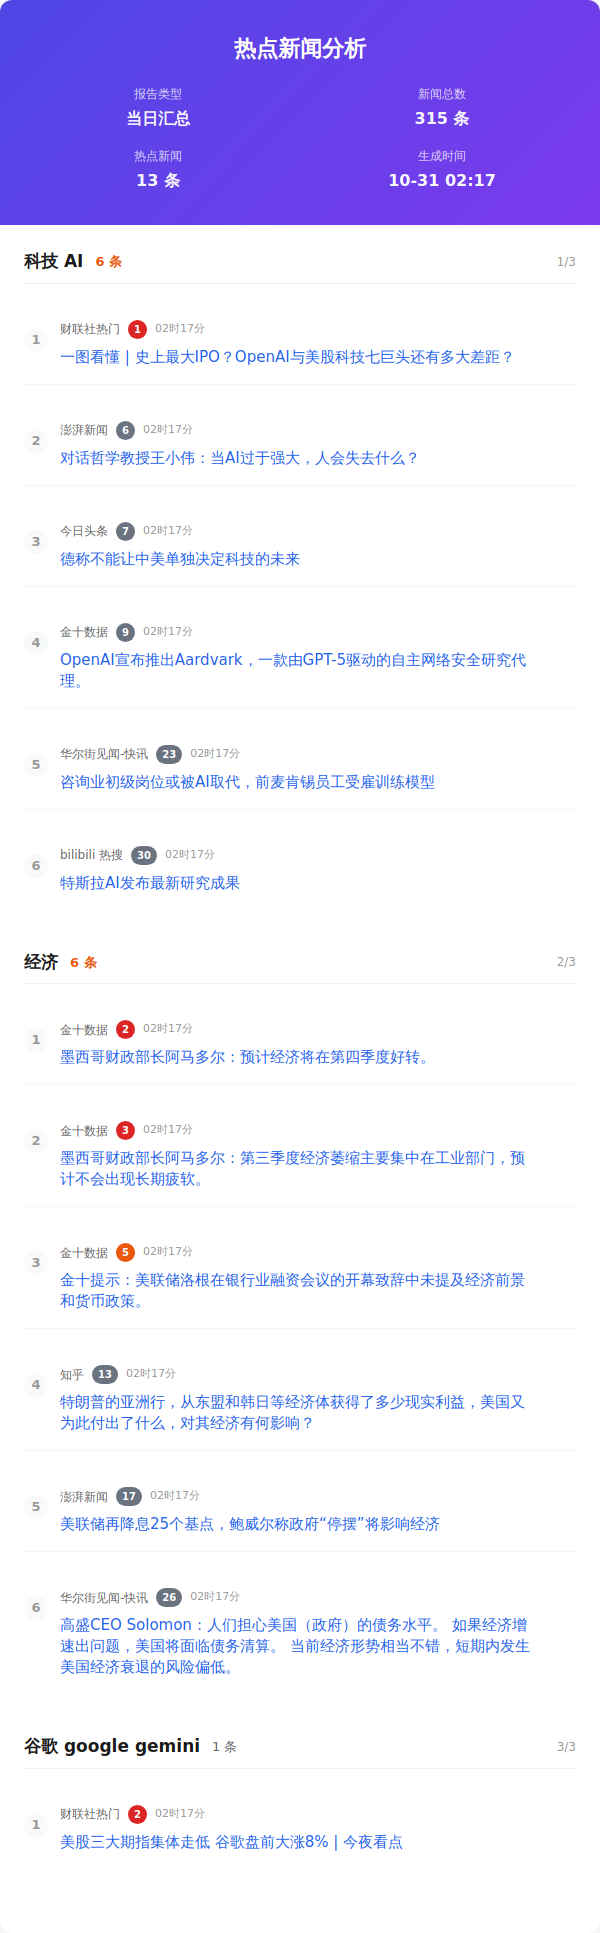 热点新闻分析
报告类型
当日汇总
新闻总数
315 条
热点新闻
13 条
生成时间
10-31 02:17
科技 AI 6 条 1/3
1
财联社热门 1 02时17分
一图看懂 | 史上最大IPO？OpenAI与美股科技七巨头还有多大差距？
2
澎湃新闻 6 02时17分
对话哲学教授王小伟：当AI过于强大，人会失去什么？
3
今日头条 7 02时17分
德称不能让中美单独决定科技的未来
4
金十数据 9 02时17分
OpenAI宣布推出Aardvark，一款由GPT-5驱动的自主网络安全研究代
理。
5
华尔街见闻-快讯 23 02时17分
咨询业初级岗位或被AI取代，前麦肯锡员工受雇训练模型
6
bilibili 热搜 30 02时17分
特斯拉AI发布最新研究成果
经济 6 条 2/3
1
金十数据 2 02时17分
墨西哥财政部长阿马多尔：预计经济将在第四季度好转。
2
金十数据 3 02时17分
墨西哥财政部长阿马多尔：第三季度经济萎缩主要集中在工业部门，预
计不会出现长期疲软。
3
金十数据 5 02时17分
金十提示：美联储洛根在银行业融资会议的开幕致辞中未提及经济前景
和货币政策。
4
知乎 13 02时17分
特朗普的亚洲行，从东盟和韩日等经济体获得了多少现实利益，美国又
为此付出了什么，对其经济有何影响？
5
澎湃新闻 17 02时17分
美联储再降息25个基点，鲍威尔称政府“停摆”将影响经济
6
华尔街见闻-快讯 26 02时17分
高盛CEO Solomon：人们担心美国（政府）的债务水平。 如果经济增
速出问题，美国将面临债务清算。 当前经济形势相当不错，短期内发生
美国经济衰退的风险偏低。
谷歌 google gemini 1 条 3/3
1
财联社热门 2 02时17分
美股三大期指集体走低 谷歌盘前大涨8% | 今夜看点